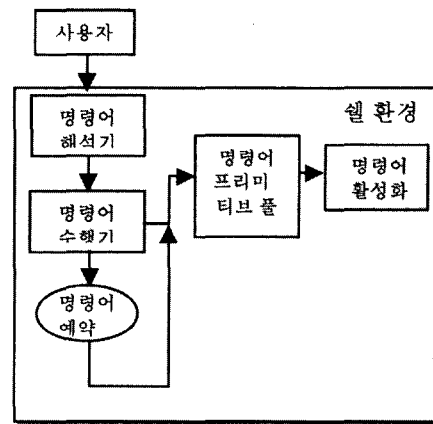 사용자
쉘 환경
명령어
해석기
명령어
수행기
명령어
예약
명령어
프리미
티브 풀
명령어
활성화